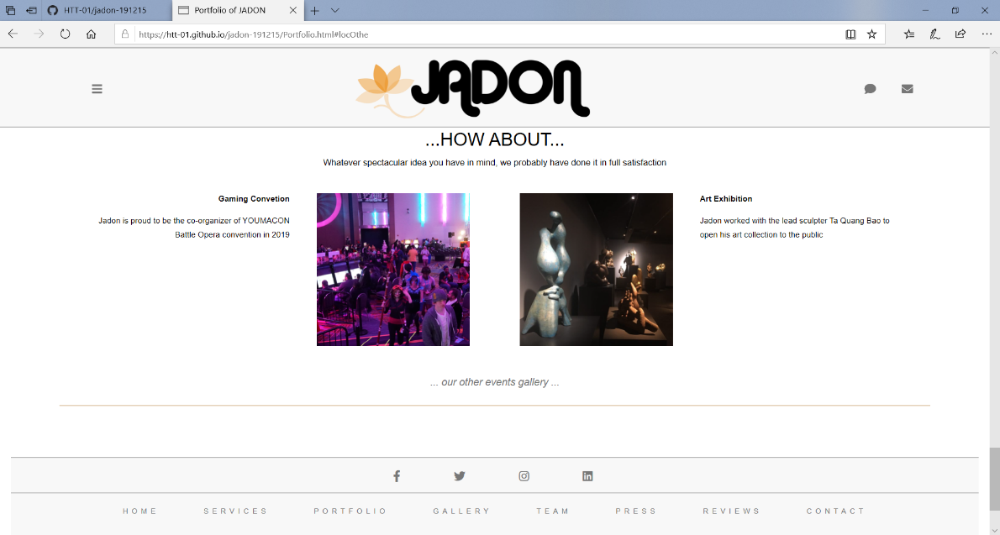 HTT-01/jadon-191215
Portfolio of JADON
https://htt-01.github.io/jadon-191215/Portfolio.html#locOthe
JADON
...HOW ABOUT...
Whatever spectacular idea you have in mind, we probably have done it in full satisfaction
Gaming Convetion
Jadon is proud to be the co-organizer of YOUMACON
Battle Opera convention in 2019
Art Exhibition
Jadon worked with the lead sculpter Ta Quang Bao to
open his art collection to the public
... our other events gallery ...
HOME SERVICES PORTFOLIO GALLERY TEAM PRESS REVIEWS CONTACT